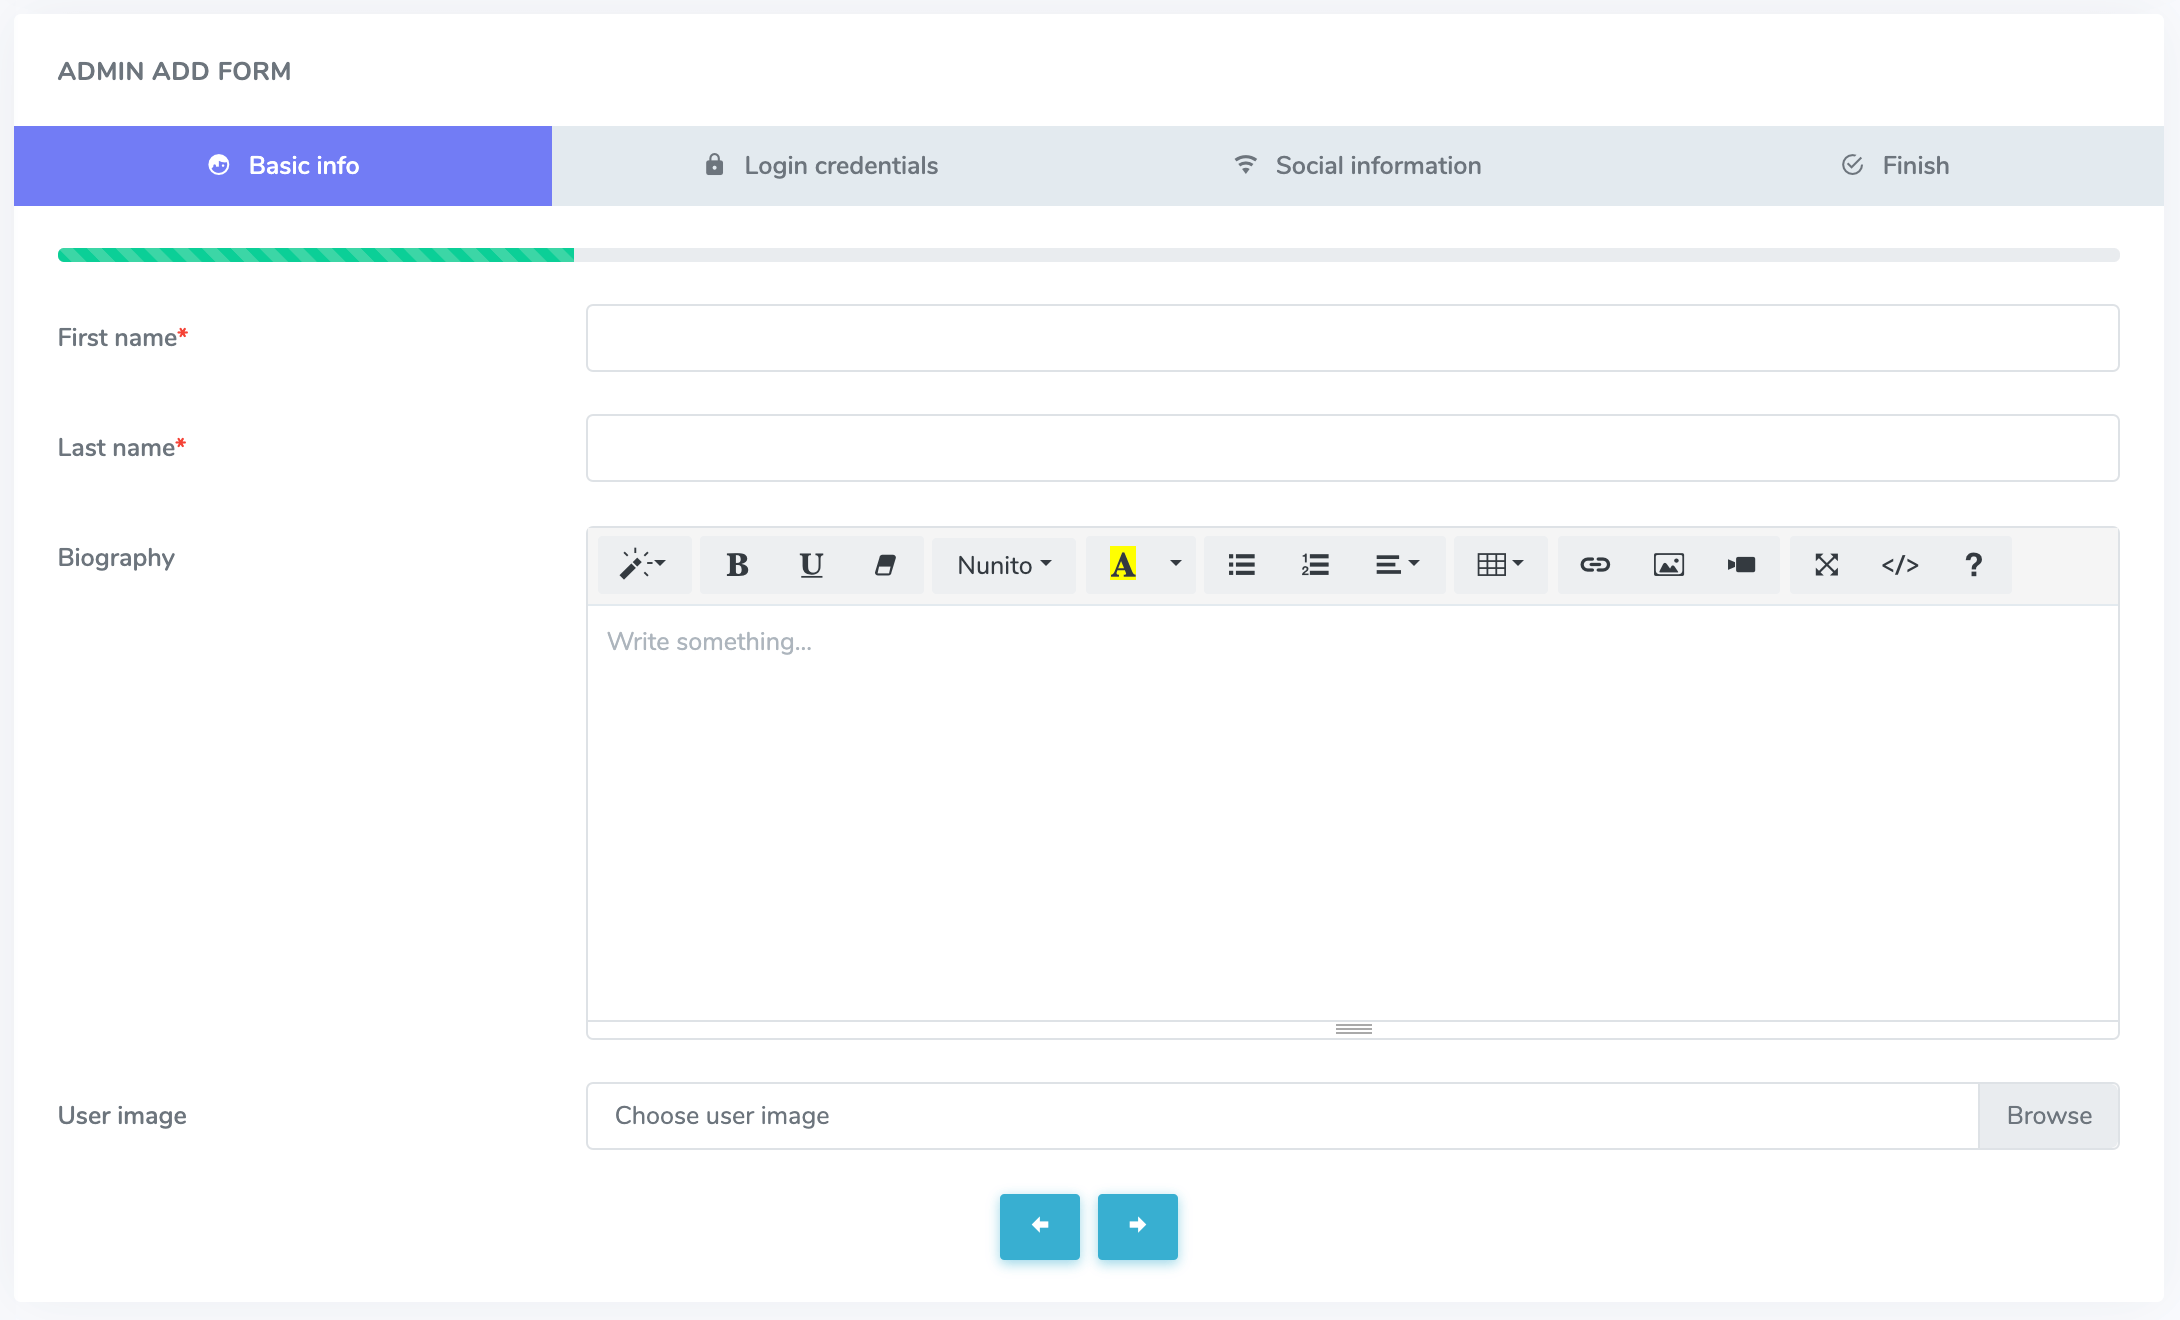 ADMIN ADD FORM
Basic info
Login credentials
Social information
Finish
First name*
Last name*
Biography
B U Nunito A </> ?
Write something...
User image
Choose user image
Browse